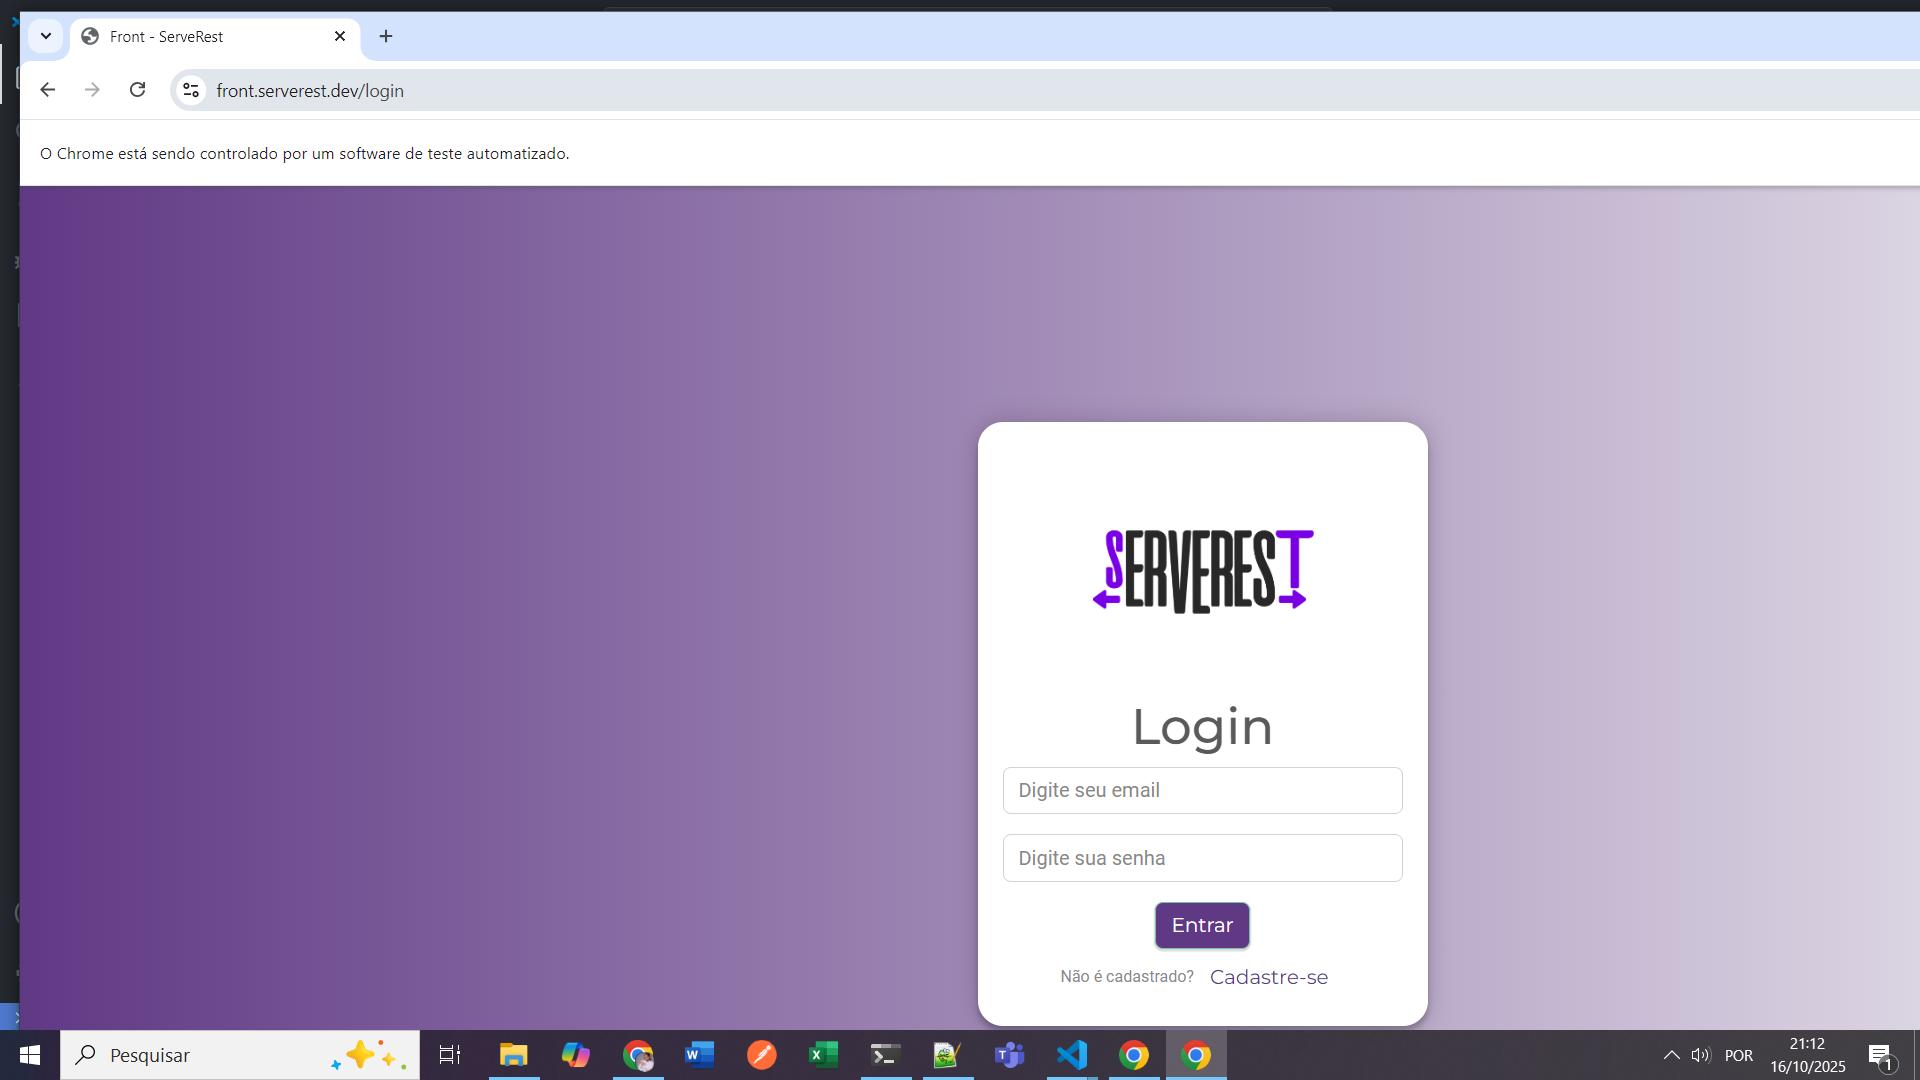 Front - ServeRest
front.serverest.dev/login
O Chrome está sendo controlado por um software de teste automatizado.
SERVEREST
Login
Digite seu email
Digite sua senha
Entrar
Não é cadastrado? Cadastre-se
Pesquisar
POR
21:12
16/10/2025
1